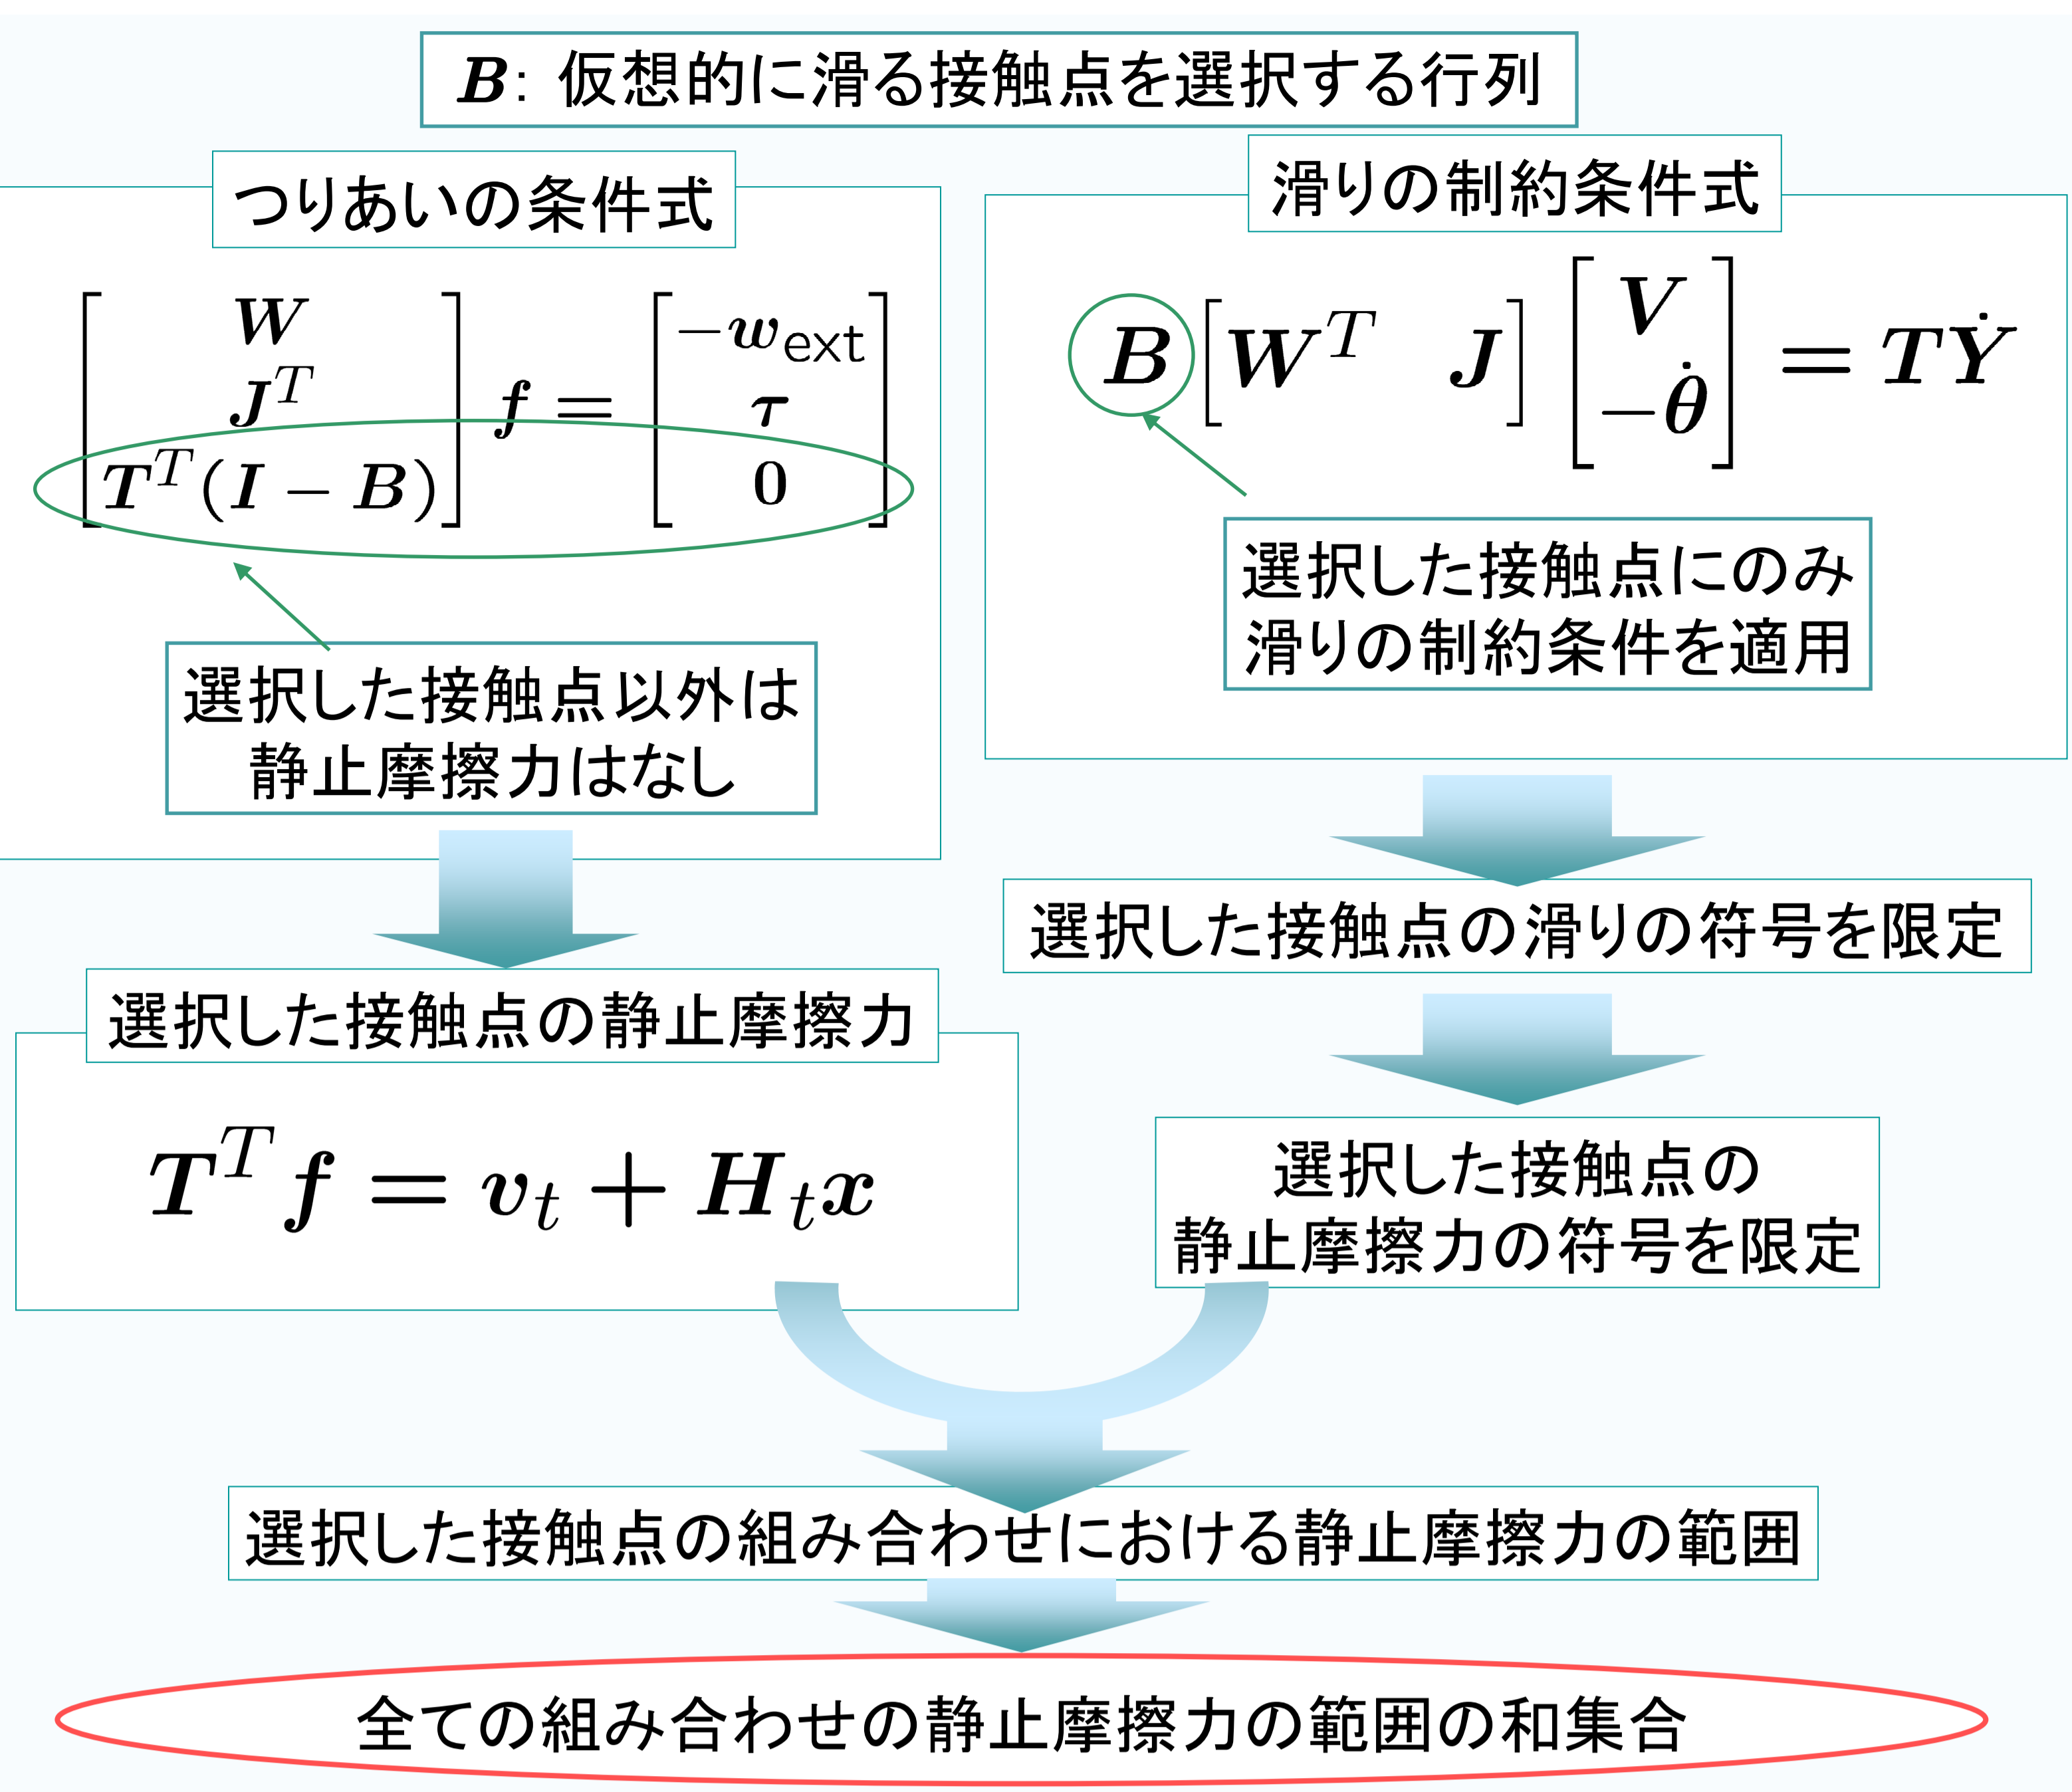 B: 仮想的に滑る接触点を選択する行列
つりあいの条件式
[W
J^T
T^T(I − B)] f = [−w_ext
τ
0]
選択した接触点以外は
静止摩擦力はなし
滑りの制約条件式
B [W^T J] [V
−θ̇] = TẎ
選択した接触点にのみ
滑りの制約条件を適用
選択した接触点の滑りの符号を限定
選択した接触点の静止摩擦力
T^T f = v_t + H_t x
選択した接触点の
静止摩擦力の符号を限定
選択した接触点の組み合わせにおける静止摩擦力の範囲
全ての組み合わせの静止摩擦力の範囲の和集合